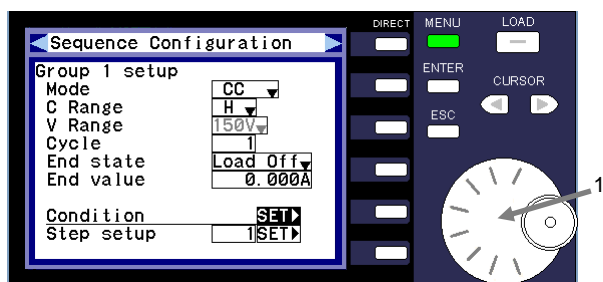 DIRECT MENU LOAD
Sequence Configuration
Group 1 setup
Mode CC
C Range H
V Range 150V
Cycle 1
End state Load Off
End value 0.000A
Condition SET
Step setup 1 SET
ENTER
CURSOR
ESC
1